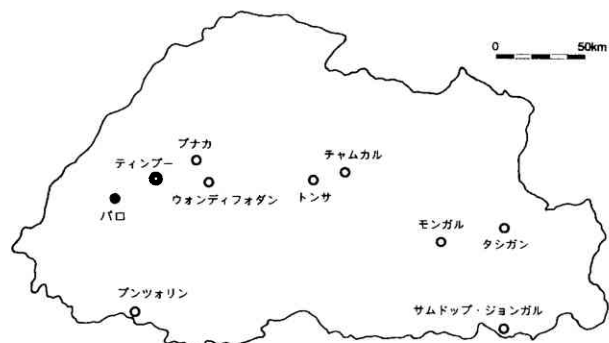 0 50km
プナカ
チャムカル
ティンプー
ウォンディフォダン
トンサ
パロ
モンガル
タシガン
プンツォリン
サムドップ・ジョンガル